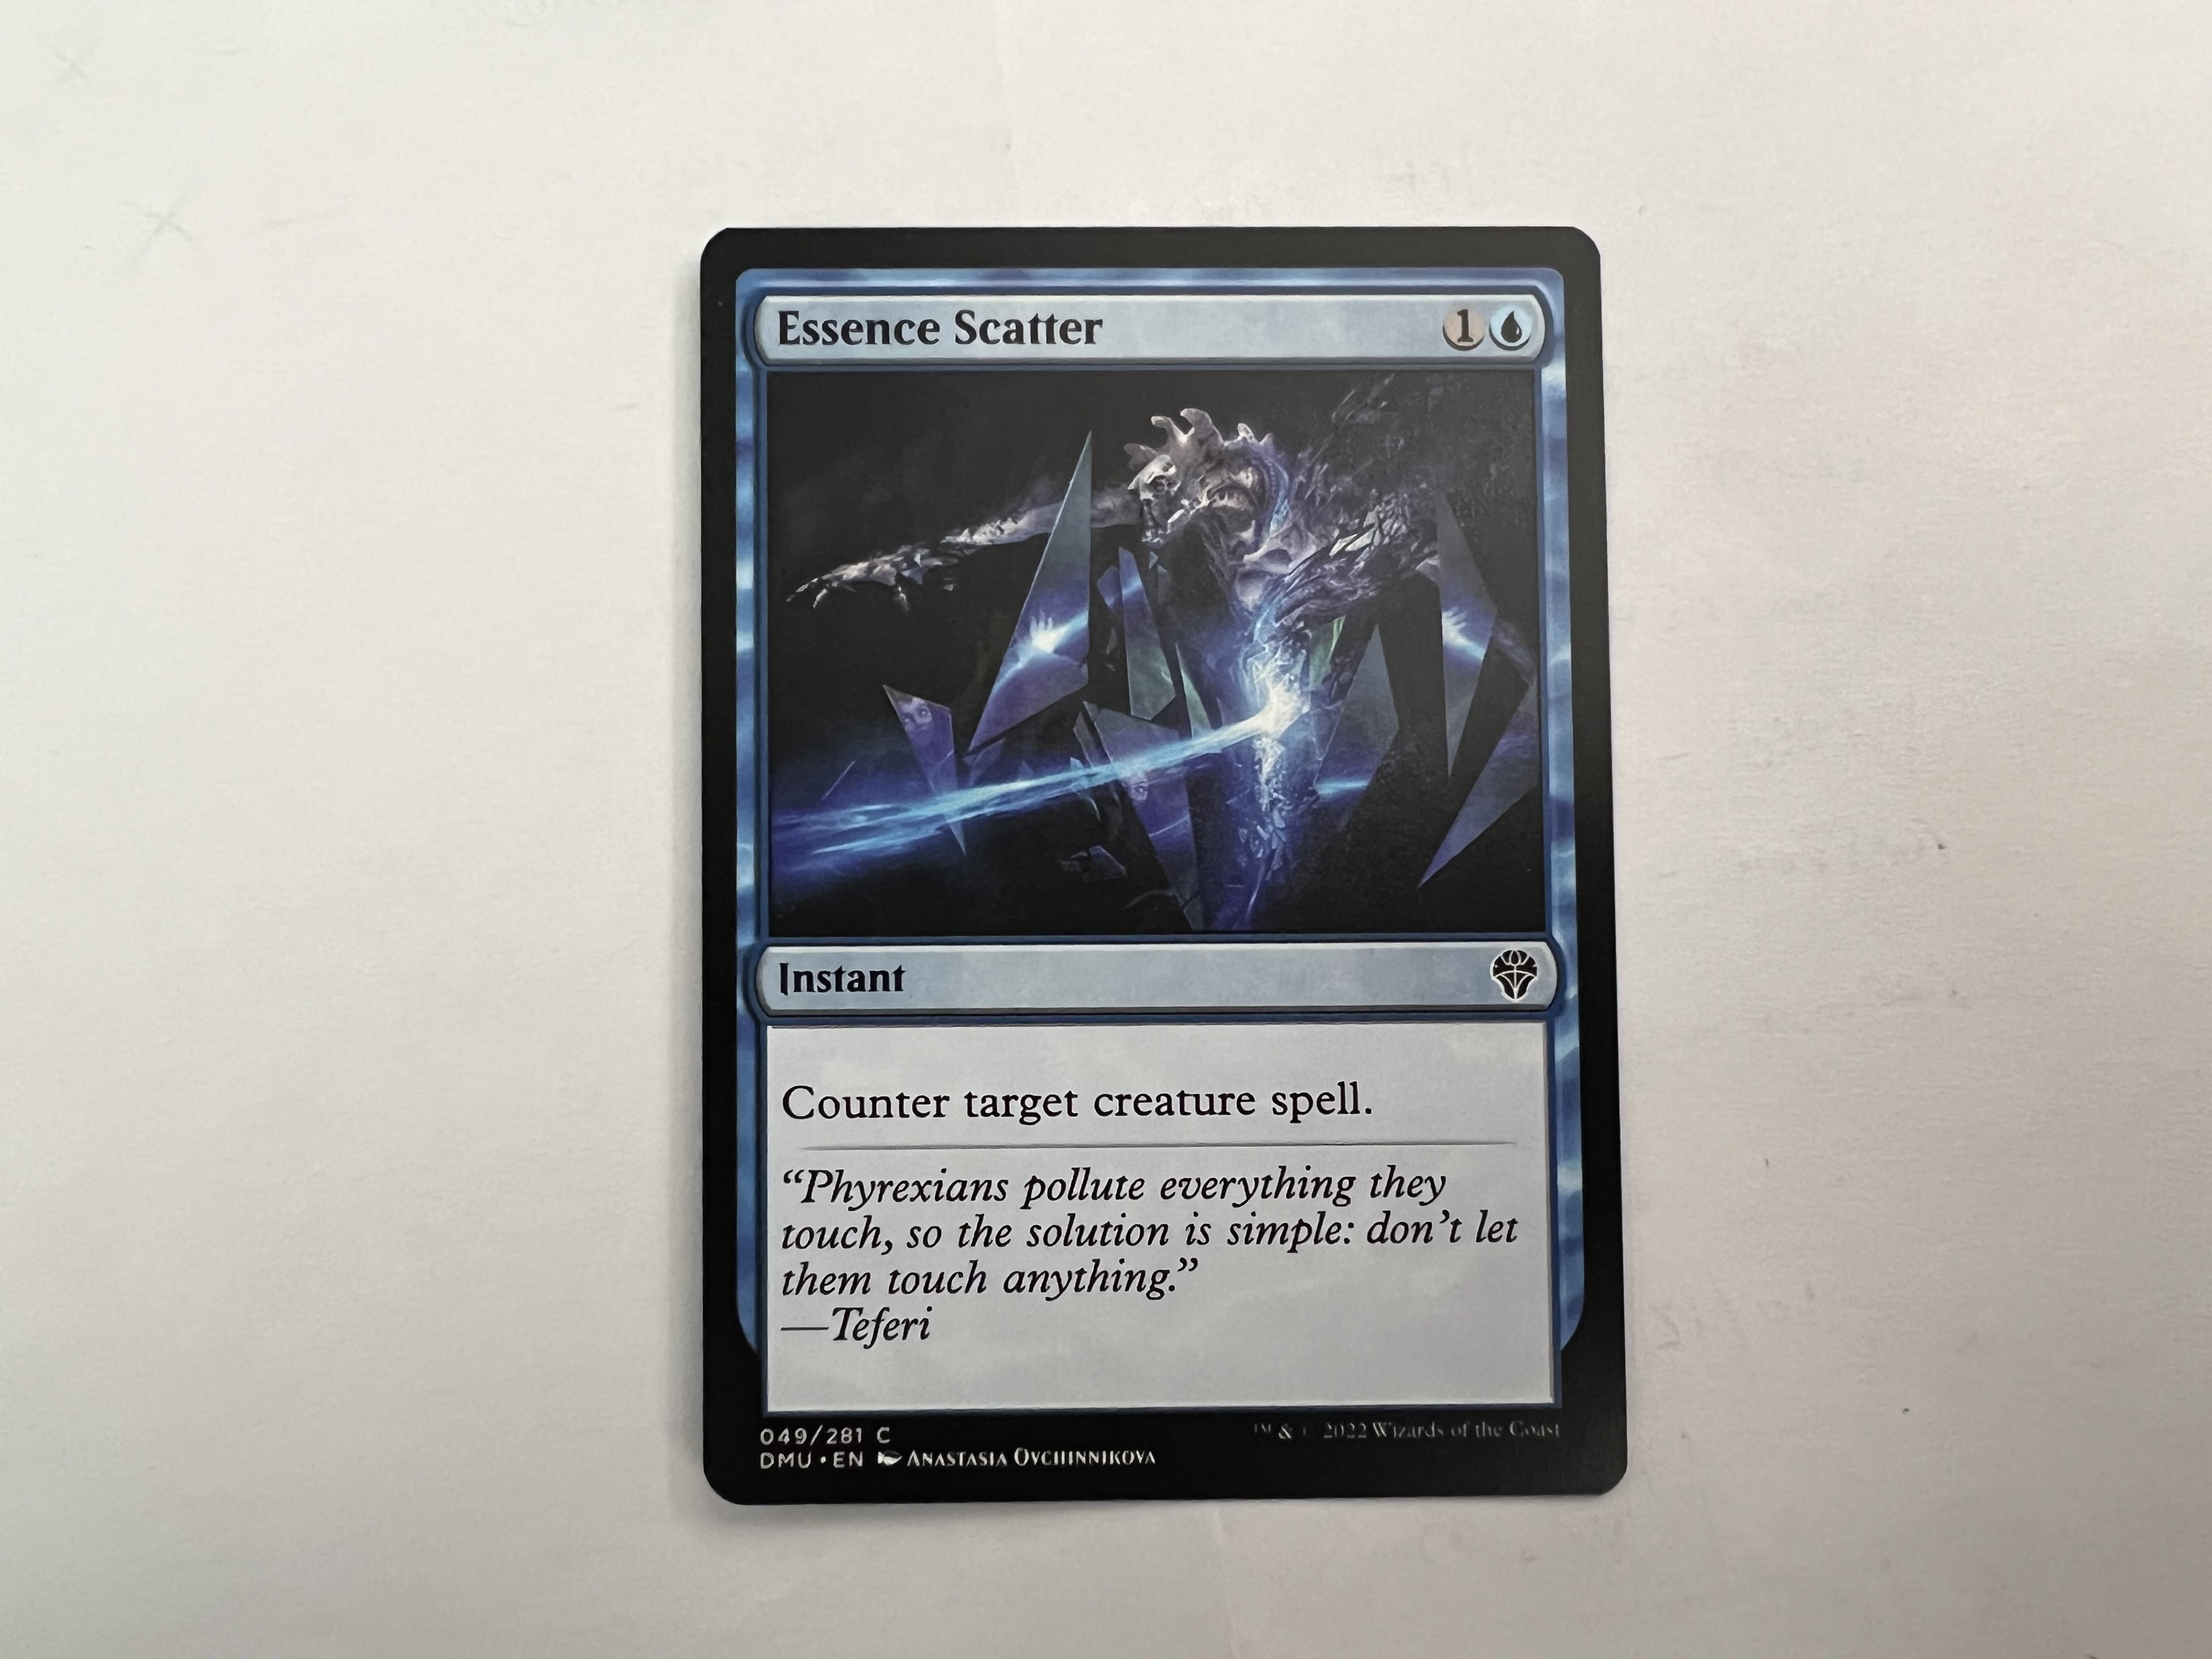 Essence Scatter 1
Instant
Counter target creature spell.
“Phyrexians pollute everything they
touch, so the solution is simple: don’t let
them touch anything.”
—Teferi
049/281 C
™ & © 2022 Wizards of the Coast
DMU • EN Anastasia Ovchinnikova